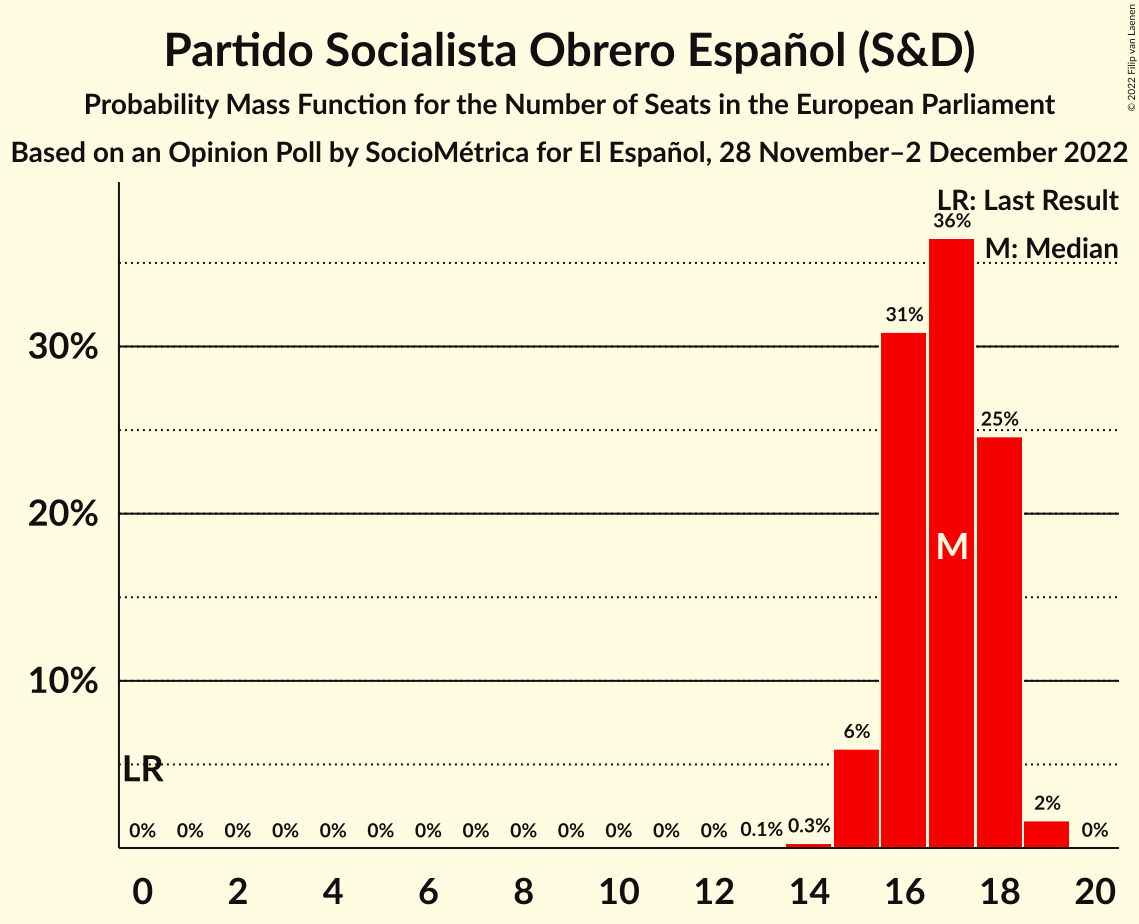 Partido Socialista Obrero Español (S&D)
Probability Mass Function for the Number of Seats in the European Parliament
Based on an Opinion Poll by SocioMétrica for El Español, 28 November–2 December 2022
© 2022 Filip van Laenen
LR: Last Result
M: Median
36%
31%
30%
25%
20%
M
10%
6%
LR
2%
0% 0% 0% 0% 0% 0% 0% 0% 0% 0% 0% 0% 0% 0.1% 0.3% 0%
0 2 4 6 8 10 12 14 16 18 20